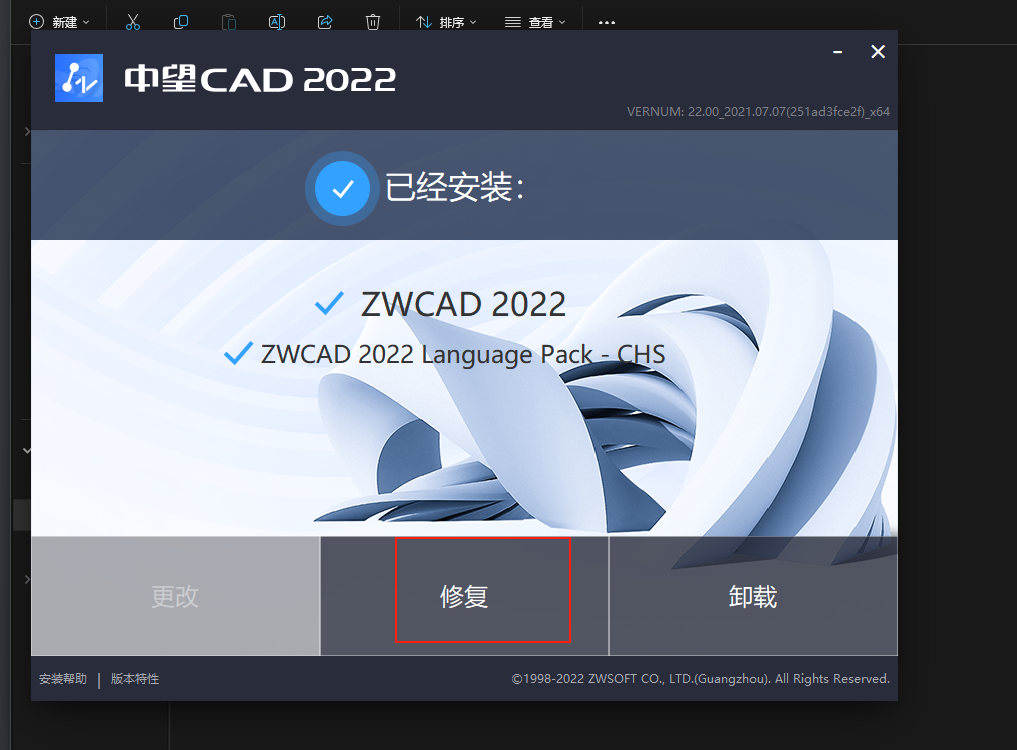 新建 排序 查看
中望CAD 2022
VERNUM: 22.00_2021.07.07(251ad3fce2f)_x64
已经安装:
ZWCAD 2022
ZWCAD 2022 Language Pack - CHS
更改 修复 卸载
安装帮助 | 版本特性 ©1998-2022 ZWSOFT CO., LTD.(Guangzhou). All Rights Reserved.